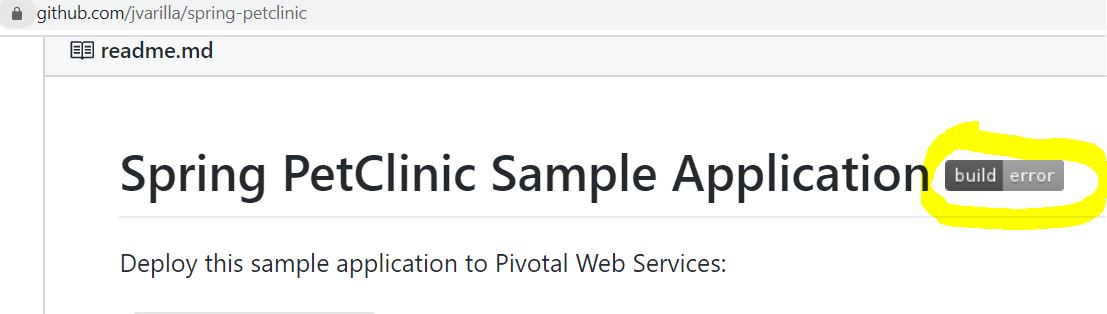 github.com/jvarilla/spring-petclinic
readme.md
Spring PetClinic Sample Application build error
Deploy this sample application to Pivotal Web Services: